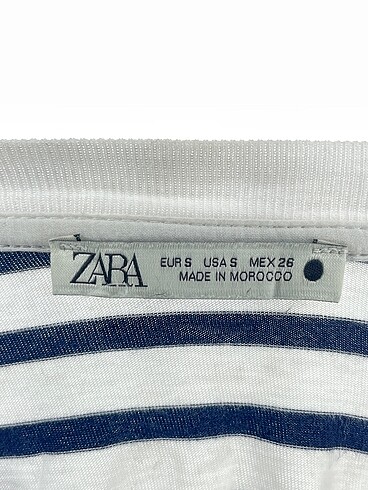 ZARA
EUR S USA S MEX 26
MADE IN MOROCCO